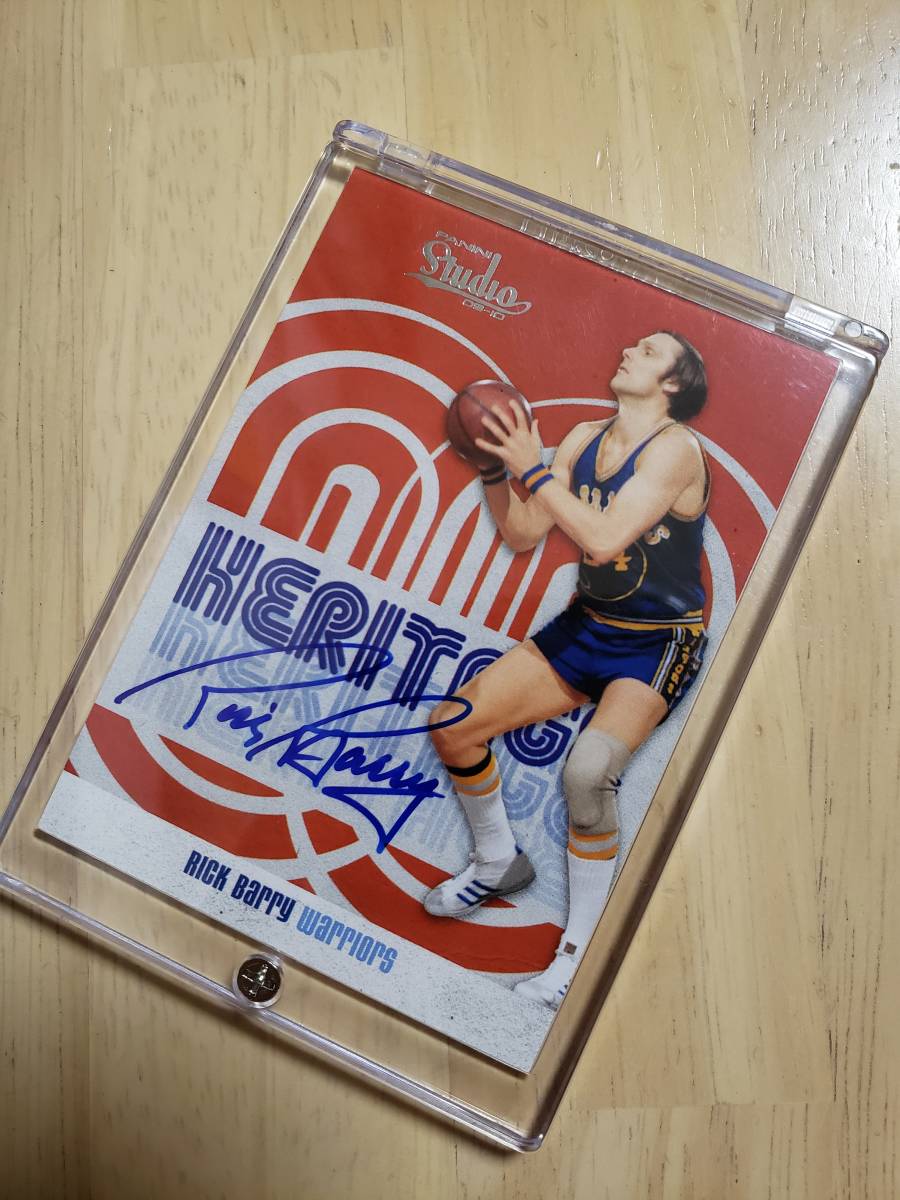 PANINI
Studio
09-10
HERITAGE
Rick Barry
RICK BARRY WARRIORS